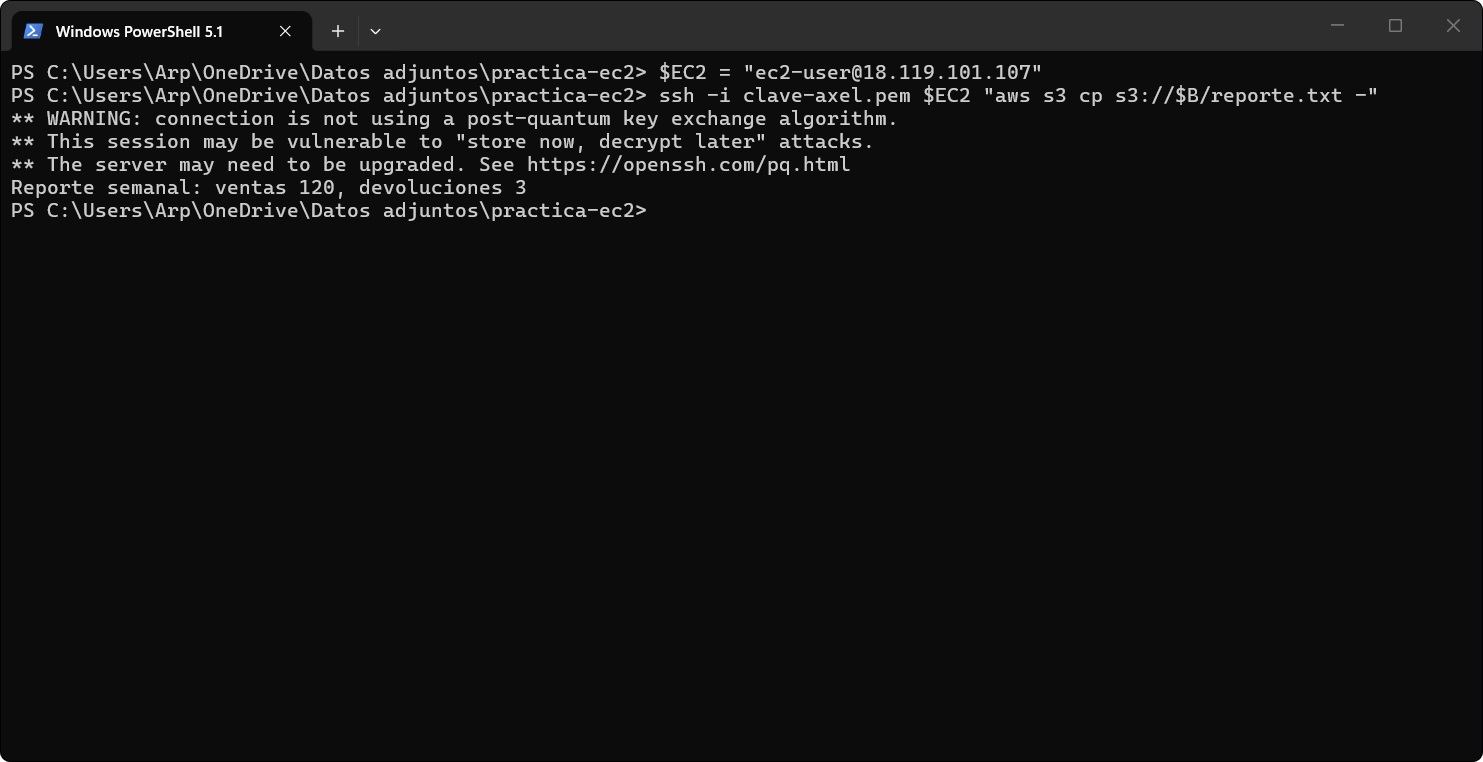 Windows PowerShell 5.1
PS C:\Users\Arp\OneDrive\Datos adjuntos\practica-ec2> $EC2 = "ec2-user@18.119.101.107"
PS C:\Users\Arp\OneDrive\Datos adjuntos\practica-ec2> ssh -i clave-axel.pem $EC2 "aws s3 cp s3://$B/reporte.txt -"
** WARNING: connection is not using a post-quantum key exchange algorithm.
** This session may be vulnerable to "store now, decrypt later" attacks.
** The server may need to be upgraded. See https://openssh.com/pq.html
Reporte semanal: ventas 120, devoluciones 3
PS C:\Users\Arp\OneDrive\Datos adjuntos\practica-ec2>